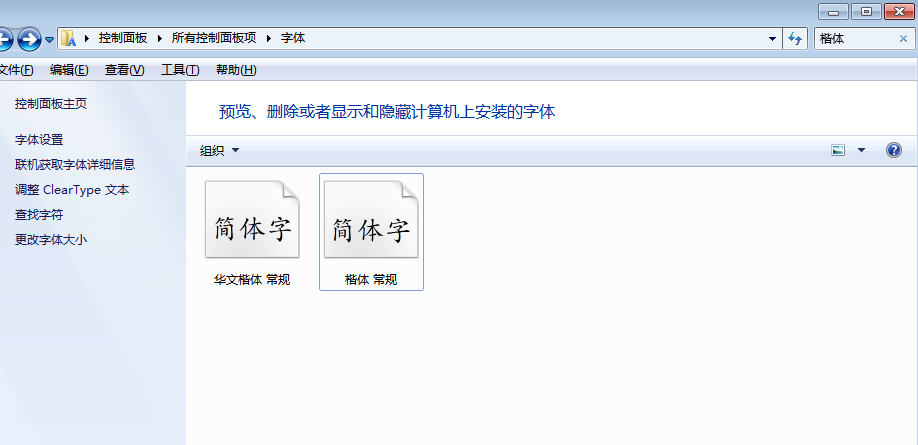 控制面板 所有控制面板项 字体
楷体
文件(F) 编辑(E) 查看(V) 工具(T) 帮助(H)
控制面板主页
字体设置
联机获取字体详细信息
调整 ClearType 文本
查找字符
更改字体大小
预览、删除或者显示和隐藏计算机上安装的字体
组织
简体字
华文楷体 常规
简体字
楷体 常规